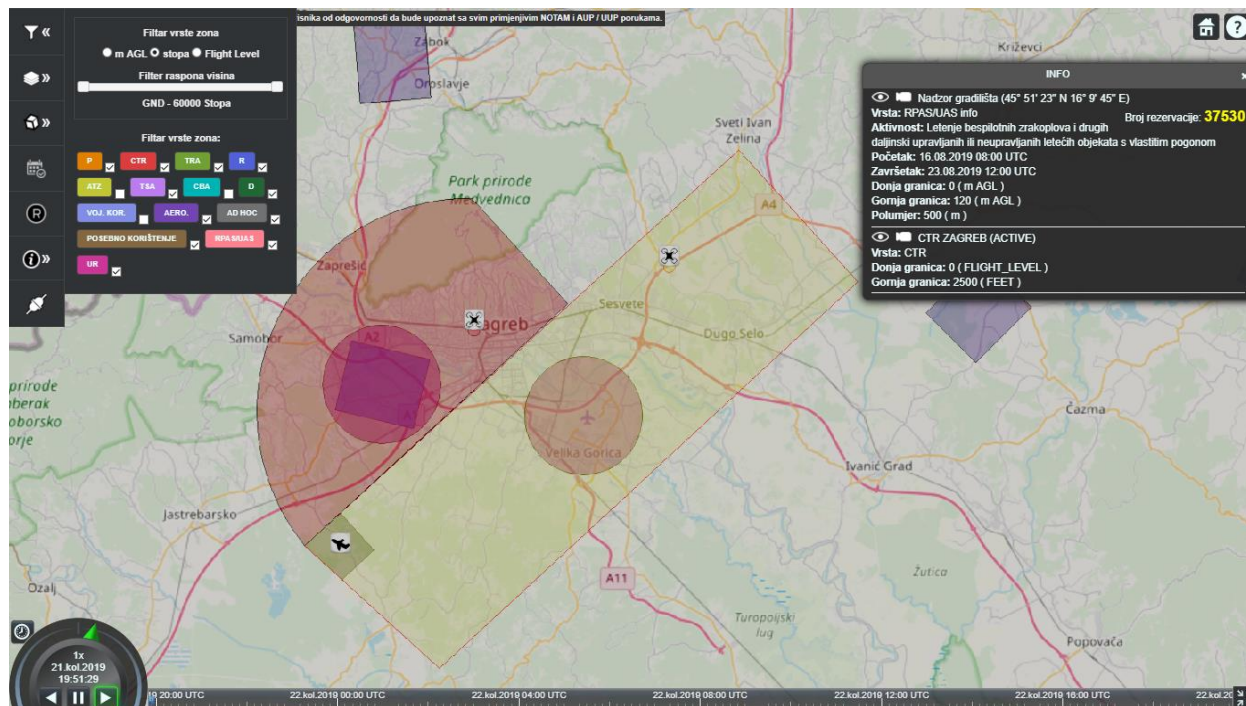 isnika od odgovornosti da bude upoznat sa svim primjenjivim NOTAM i AUP / UUP porukama.
Filtar vrste zona
m AGL stopa Flight Level
Filter raspona visina
GND - 60000 Stopa
Filtar vrste zona:
P CTR TRA R
ATZ TSA CBA D
VOJ. KOR. AERO. AD HOC
POSEBNO KORIŠTENJE RPAS/UAS
UR
INFO
Nadzor gradilišta (45° 51' 23" N 16° 9' 45" E)
Vrsta: RPAS/UAS info
Broj rezervacije: 37530
Aktivnost: Letenje bespilotnih zrakoplova i drugih
daljinski upravljanih ili neupravljanih letećih objekata s vlastitim pogonom
Početak: 16.08.2019 08:00 UTC
Završetak: 23.08.2019 12:00 UTC
Donja granica: 0 ( m AGL )
Gornja granica: 120 ( m AGL )
Polumjer: 500 ( m )
CTR ZAGREB (ACTIVE)
Vrsta: CTR
Donja granica: 0 ( FLIGHT_LEVEL )
Gornja granica: 2500 ( FEET )
Zabok
Oroslavje
Križevci
Sveti Ivan
Zelina
Park prirode
Medvednica
A4
Zaprešić
Sesvete
Zagreb
Dugo Selo
A2
Samobor
prirode
oborsko
orje
Čazma
Velika Gorica
Ivanić Grad
Jastrebarsko
A11
Žutica
Ozalj
Turopoljski
lug
Popovača
1x
21.kol.2019
19:51:29
20:00 UTC
22.kol.2019 00:00 UTC
22.kol.2019 04:00 UTC
22.kol.2019 08:00 UTC
22.kol.2019 12:00 UTC
22.kol.2019 16:00 UTC
22.kol.20